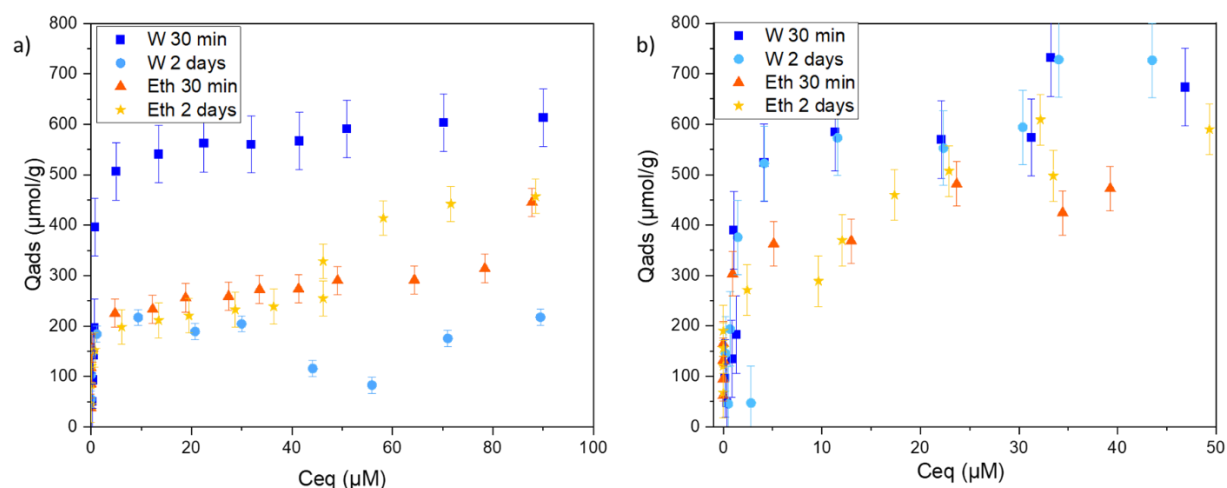 a)
W 30 min
W 2 days
Eth 30 min
Eth 2 days
Qads (µmol/g)
800
700
600
500
400
300
200
100
0
0 20 40 60 80 100
Ceq (µM)
b)
W 30 min
W 2 days
Eth 30 min
Eth 2 days
Qads (µmol/g)
800
700
600
500
400
300
200
100
0
0 10 20 30 40 50
Ceq (µM)